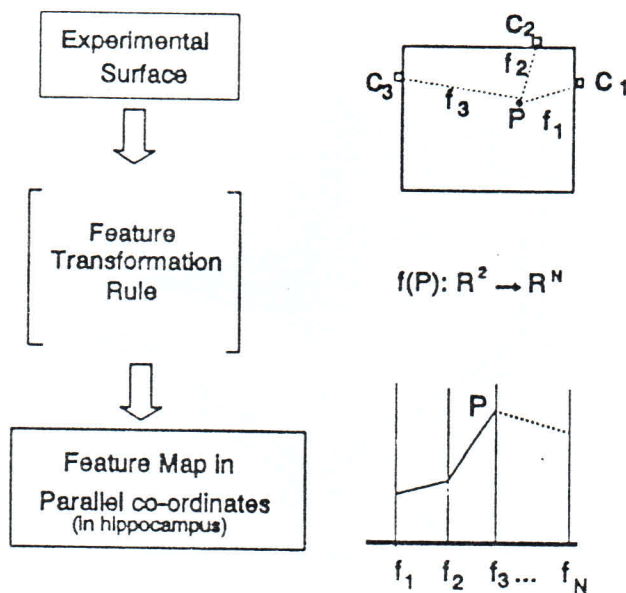 Experimental
Surface
Feature
Transformation
Rule
Feature Map in
Parallel co-ordinates
(in hippocampus)
C2
C3
C1
f2
f3
P
f1
f(P): R² → Rᴺ
P
f1 f2 f3... fN